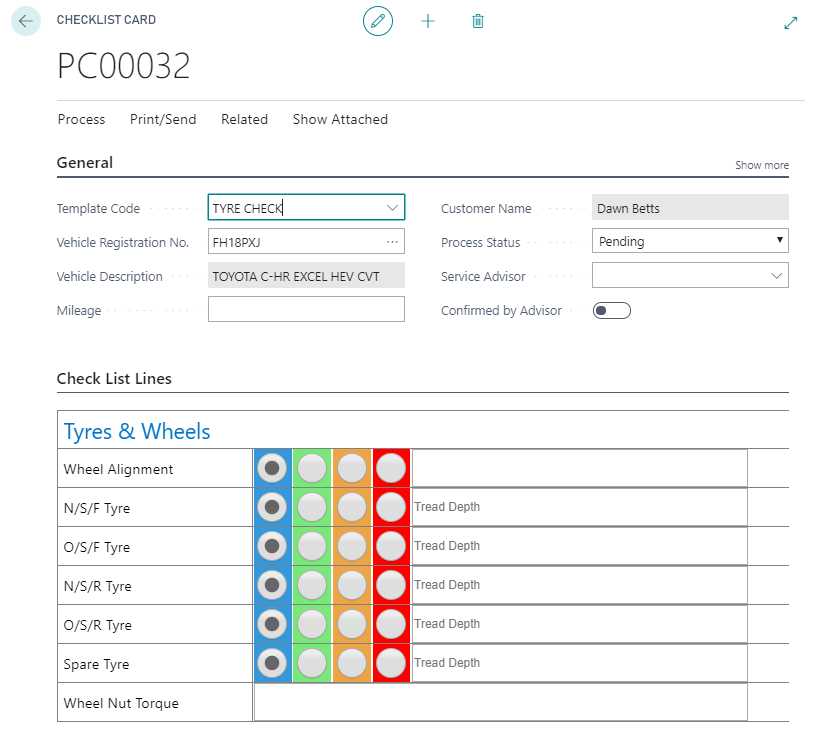 CHECKLIST CARD
PC00032
Process Print/Send Related Show Attached
General Show more
Template Code TYRE CHECK Customer Name Dawn Betts
Vehicle Registration No. FH18PXJ Process Status Pending
Vehicle Description TOYOTA C-HR EXCEL HEV CVT Service Advisor
Mileage Confirmed by Advisor
Check List Lines
Tyres & Wheels
Wheel Alignment
N/S/F Tyre Tread Depth
O/S/F Tyre Tread Depth
N/S/R Tyre Tread Depth
O/S/R Tyre Tread Depth
Spare Tyre Tread Depth
Wheel Nut Torque